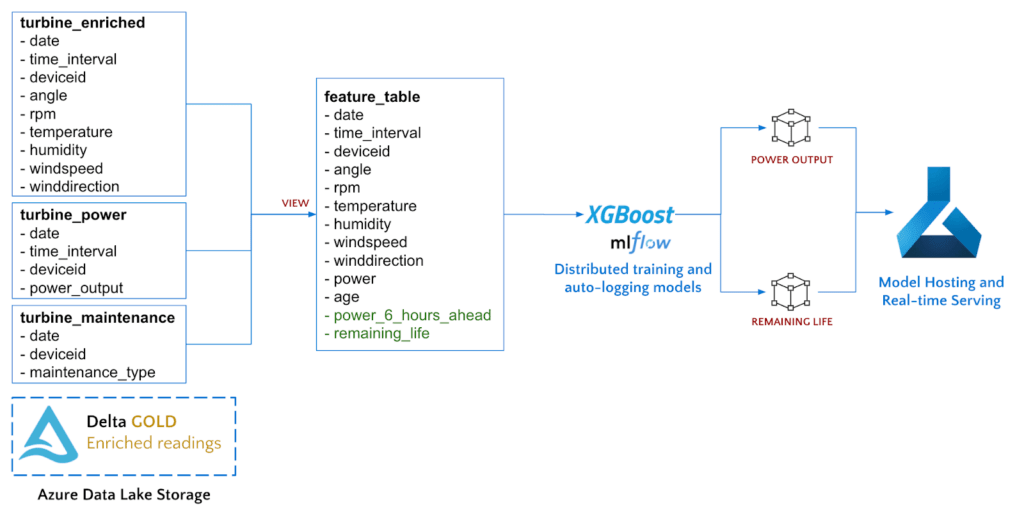 turbine_enriched
- date
- time_interval
- deviceid
- angle
- rpm
- temperature
- humidity
- windspeed
- winddirection
turbine_power
- date
- time_interval
- deviceid
- power_output
turbine_maintenance
- date
- deviceid
- maintenance_type
Delta GOLD
Enriched readings
Azure Data Lake Storage
VIEW
feature_table
- date
- time_interval
- deviceid
- angle
- rpm
- temperature
- humidity
- windspeed
- winddirection
- power
- age
- power_6_hours_ahead
- remaining_life
XGBoost
mlflow
Distributed training and
auto-logging models
POWER OUTPUT
REMAINING LIFE
Model Hosting and
Real-time Serving